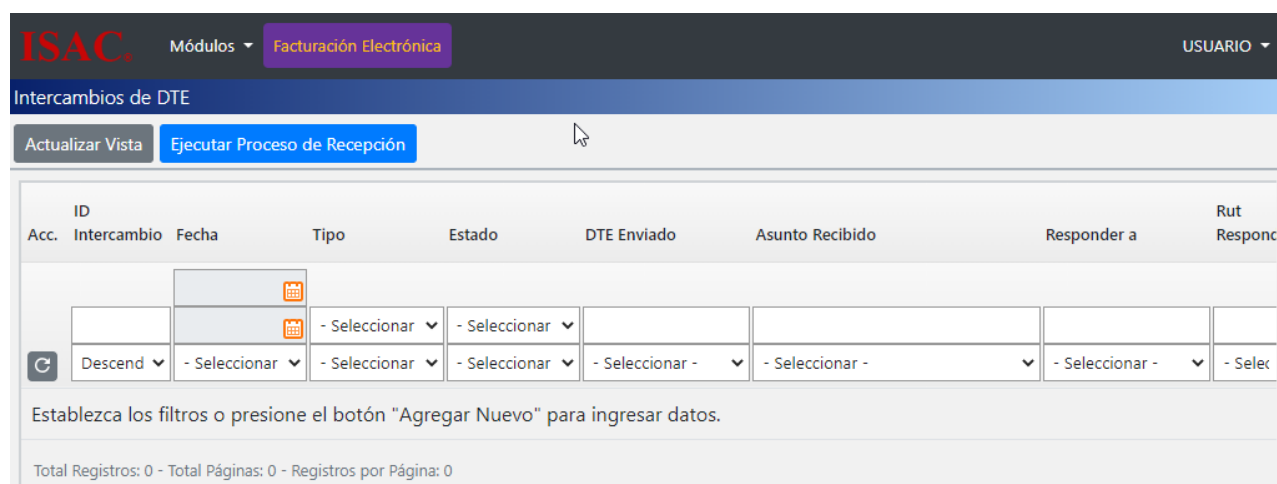 ISAC. Módulos Facturación Electrónica USUARIO
Intercambios de DTE
Actualizar Vista Ejecutar Proceso de Recepción
Acc. ID Intercambio Fecha Tipo Estado DTE Enviado Asunto Recibido Responder a Rut
- Seleccionar - Seleccionar
Descend - Seleccionar - Seleccionar - Seleccionar - Seleccionar - - Seleccionar - - Seleccionar -
Establezca los filtros o presione el botón "Agregar Nuevo" para ingresar datos.
Total Registros: 0 - Total Páginas: 0 - Registros por Página: 0